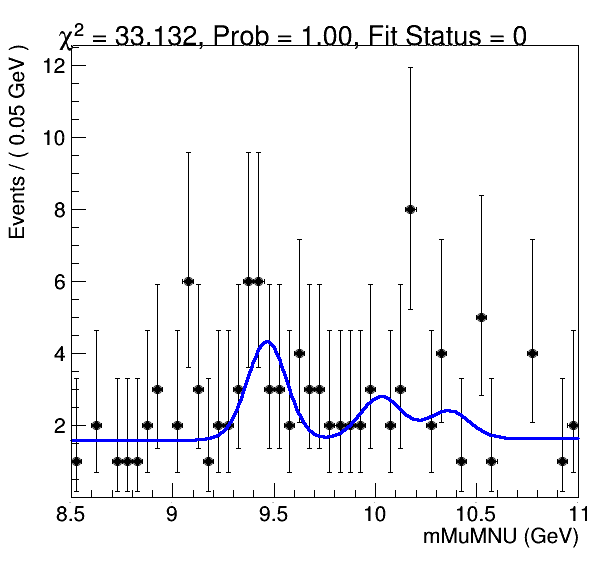 χ² = 33.132, Prob = 1.00, Fit Status = 0
Events / ( 0.05 GeV )
12
10
8
6
4
2
8.5 9 9.5 10 10.5 11
mMuMNU (GeV)